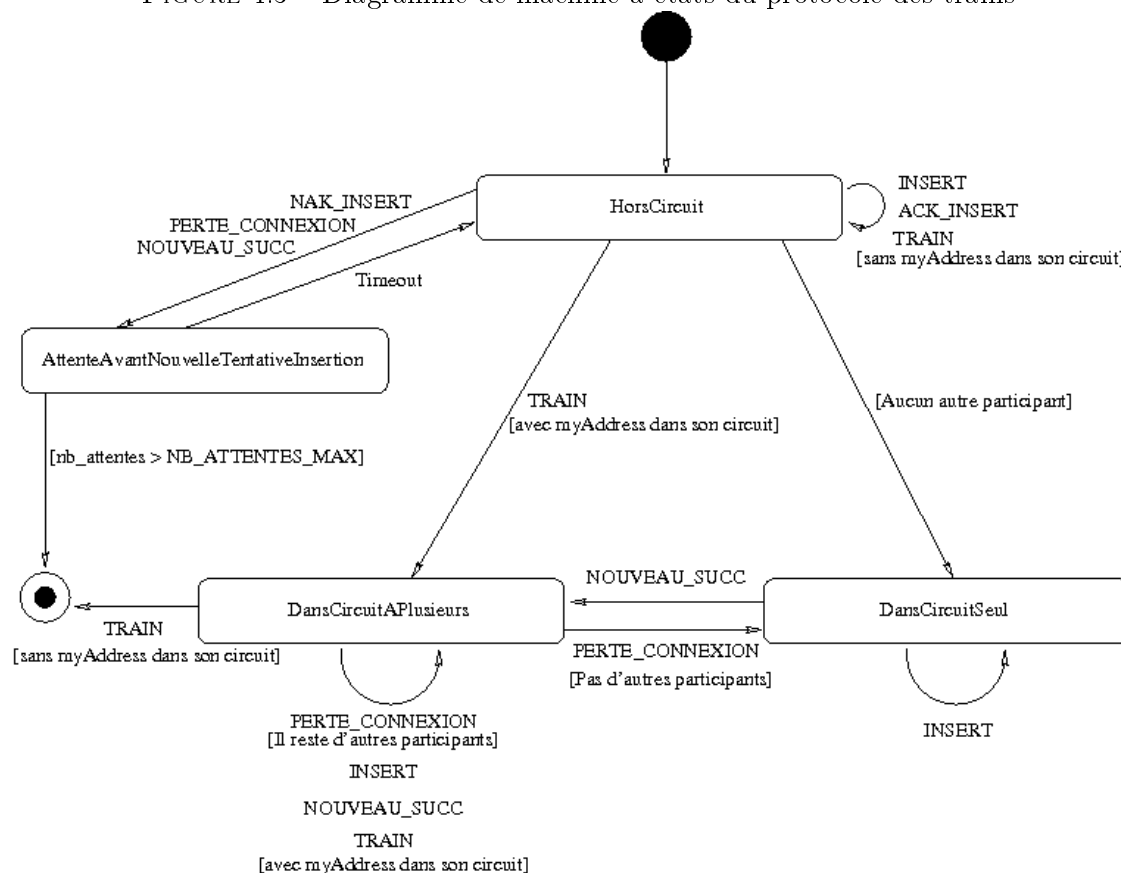 FIGURE 4.3 – Diagramme de machine à états du protocole des trains
INSERT
NAK_INSERT
HorsCircuit
ACK_INSERT
PERTE_CONNEXION
TRAIN
NOUVEAU_SUCC
[sans myAddress dans son circuit]
Timeout
AttenteAvantNouvelleTentativeInsertion
TRAIN
[Aucun autre participant]
[avec myAddress dans son circuit]
[nb_attentes > NB_ATTENTES_MAX]
NOUVEAU_SUCC
DansCircuitAPlusieurs
DansCircuitSeul
TRAIN
[sans myAddress dans son circuit]
PERTE_CONNEXION
[Pas d'autres participants]
PERTE_CONNEXION
[Il reste d'autres participants]
INSERT
INSERT
NOUVEAU_SUCC
TRAIN
[avec myAddress dans son circuit]